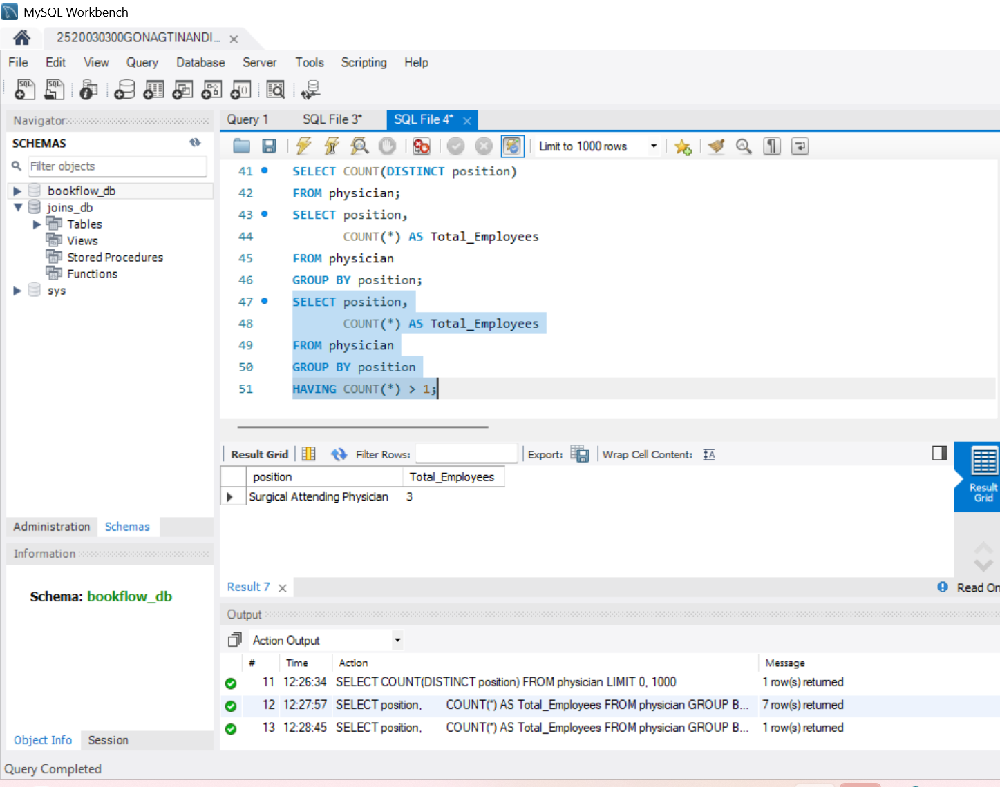 MySQL Workbench
2520030300GONAGTINANDI...
File Edit View Query Database Server Tools Scripting Help
Navigator
SCHEMAS
Filter objects
bookflow_db
joins_db
Tables
Views
Stored Procedures
Functions
sys
Administration Schemas
Information
Schema: bookflow_db
Object Info Session
Query 1 SQL File 3* SQL File 4*
Limit to 1000 rows
41 SELECT COUNT(DISTINCT position)
42 FROM physician;
43 SELECT position,
44 COUNT(*) AS Total_Employees
45 FROM physician
46 GROUP BY position;
47 SELECT position,
48 COUNT(*) AS Total_Employees
49 FROM physician
50 GROUP BY position
51 HAVING COUNT(*) > 1;
Result Grid Filter Rows: Export: Wrap Cell Content:
position Total_Employees
Surgical Attending Physician 3
Result Grid
Result 7
Read On
Output
Action Output
# Time Action Message
11 12:26:34 SELECT COUNT(DISTINCT position) FROM physician LIMIT 0, 1000 1 row(s) returned
12 12:27:57 SELECT position, COUNT(*) AS Total_Employees FROM physician GROUP B... 7 row(s) returned
13 12:28:45 SELECT position, COUNT(*) AS Total_Employees FROM physician GROUP B... 1 row(s) returned
Query Completed